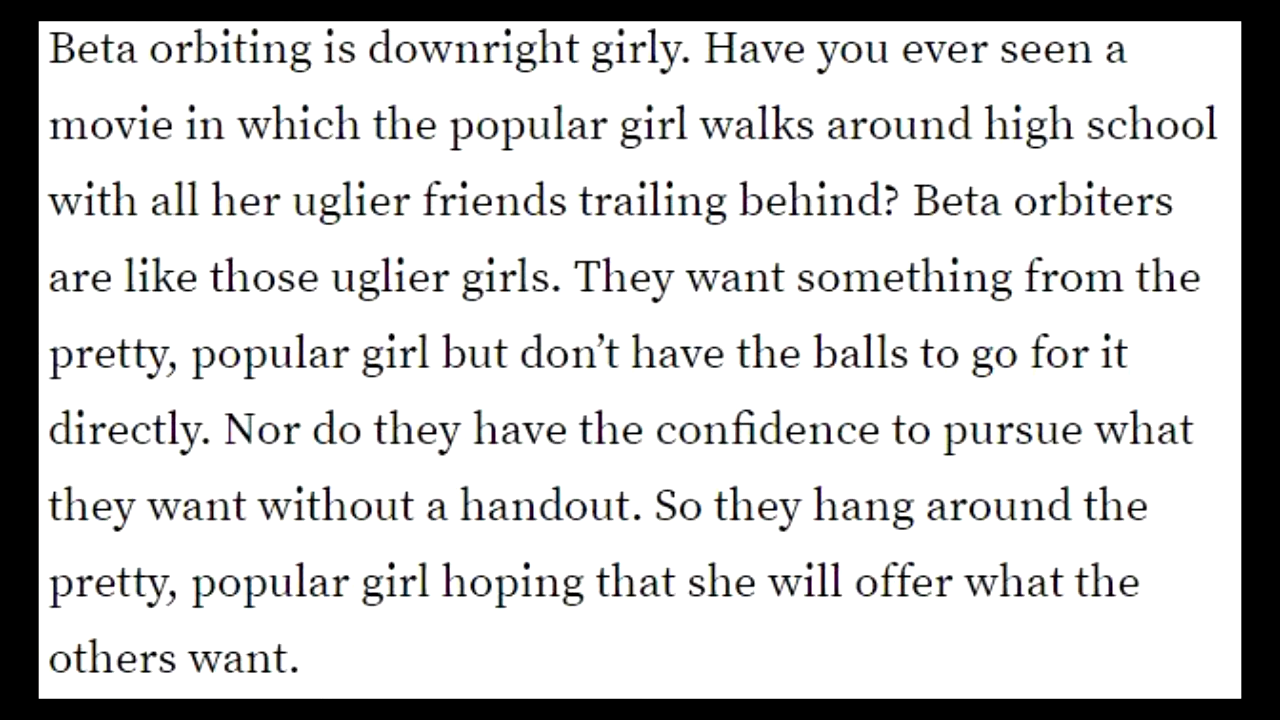 Beta orbiting is downright girly. Have you ever seen a
movie in which the popular girl walks around high school
with all her uglier friends trailing behind? Beta orbiters
are like those uglier girls. They want something from the
pretty, popular girl but don’t have the balls to go for it
directly. Nor do they have the confidence to pursue what
they want without a handout. So they hang around the
pretty, popular girl hoping that she will offer what the
others want.